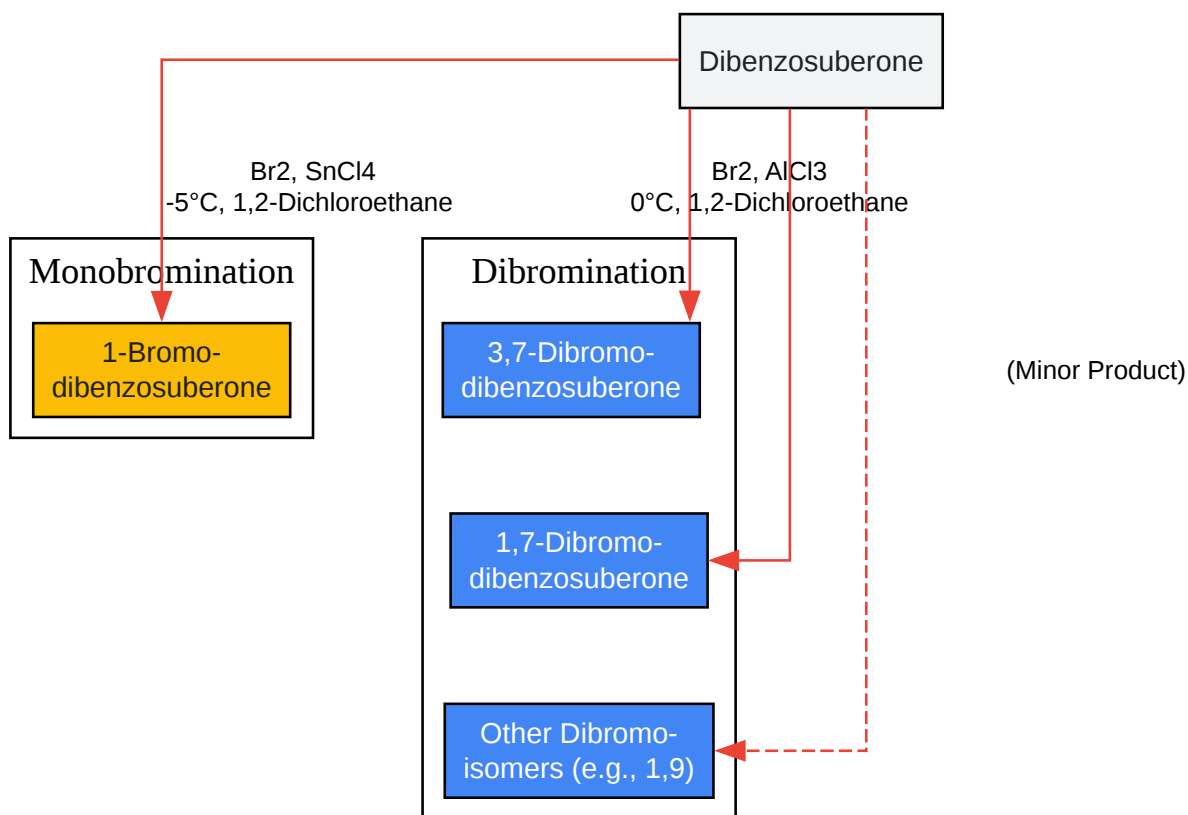 Dibenzosuberone
Br2, SnCl4
-5°C, 1,2-Dichloroethane
Br2, AlCl3
0°C, 1,2-Dichloroethane
Monobromination
1-Bromo-
dibenzosuberone
Dibromination
3,7-Dibromo-
dibenzosuberone
(Minor Product)
1,7-Dibromo-
dibenzosuberone
Other Dibromo-
isomers (e.g., 1,9)